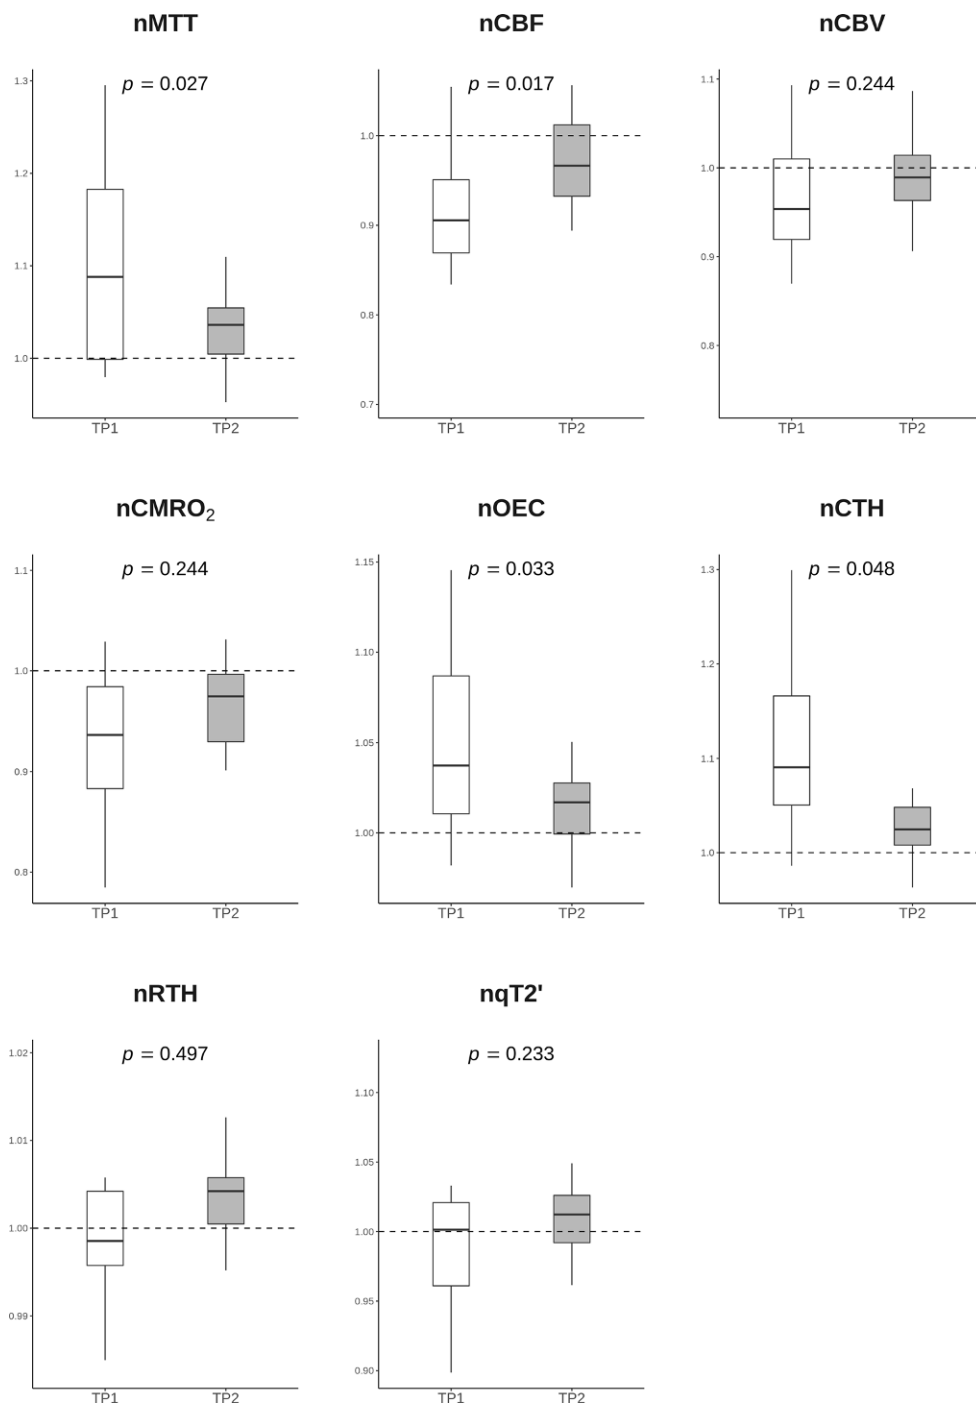 nMTT
p = 0.027
1.3
1.2
1.1
1.0
TP1 TP2
nCBF
p = 0.017
1.0
0.9
0.8
0.7
TP1 TP2
nCBV
p = 0.244
1.1
1.0
0.9
0.8
TP1 TP2
nCMRO₂
p = 0.244
1.1
1.0
0.9
0.8
TP1 TP2
nOEC
p = 0.033
1.15
1.10
1.05
1.00
TP1 TP2
nCTH
p = 0.048
1.3
1.2
1.1
1.0
TP1 TP2
nRTH
p = 0.497
1.02
1.01
1.00
0.99
TP1 TP2
nqT2'
p = 0.233
1.10
1.05
1.00
0.95
0.90
TP1 TP2